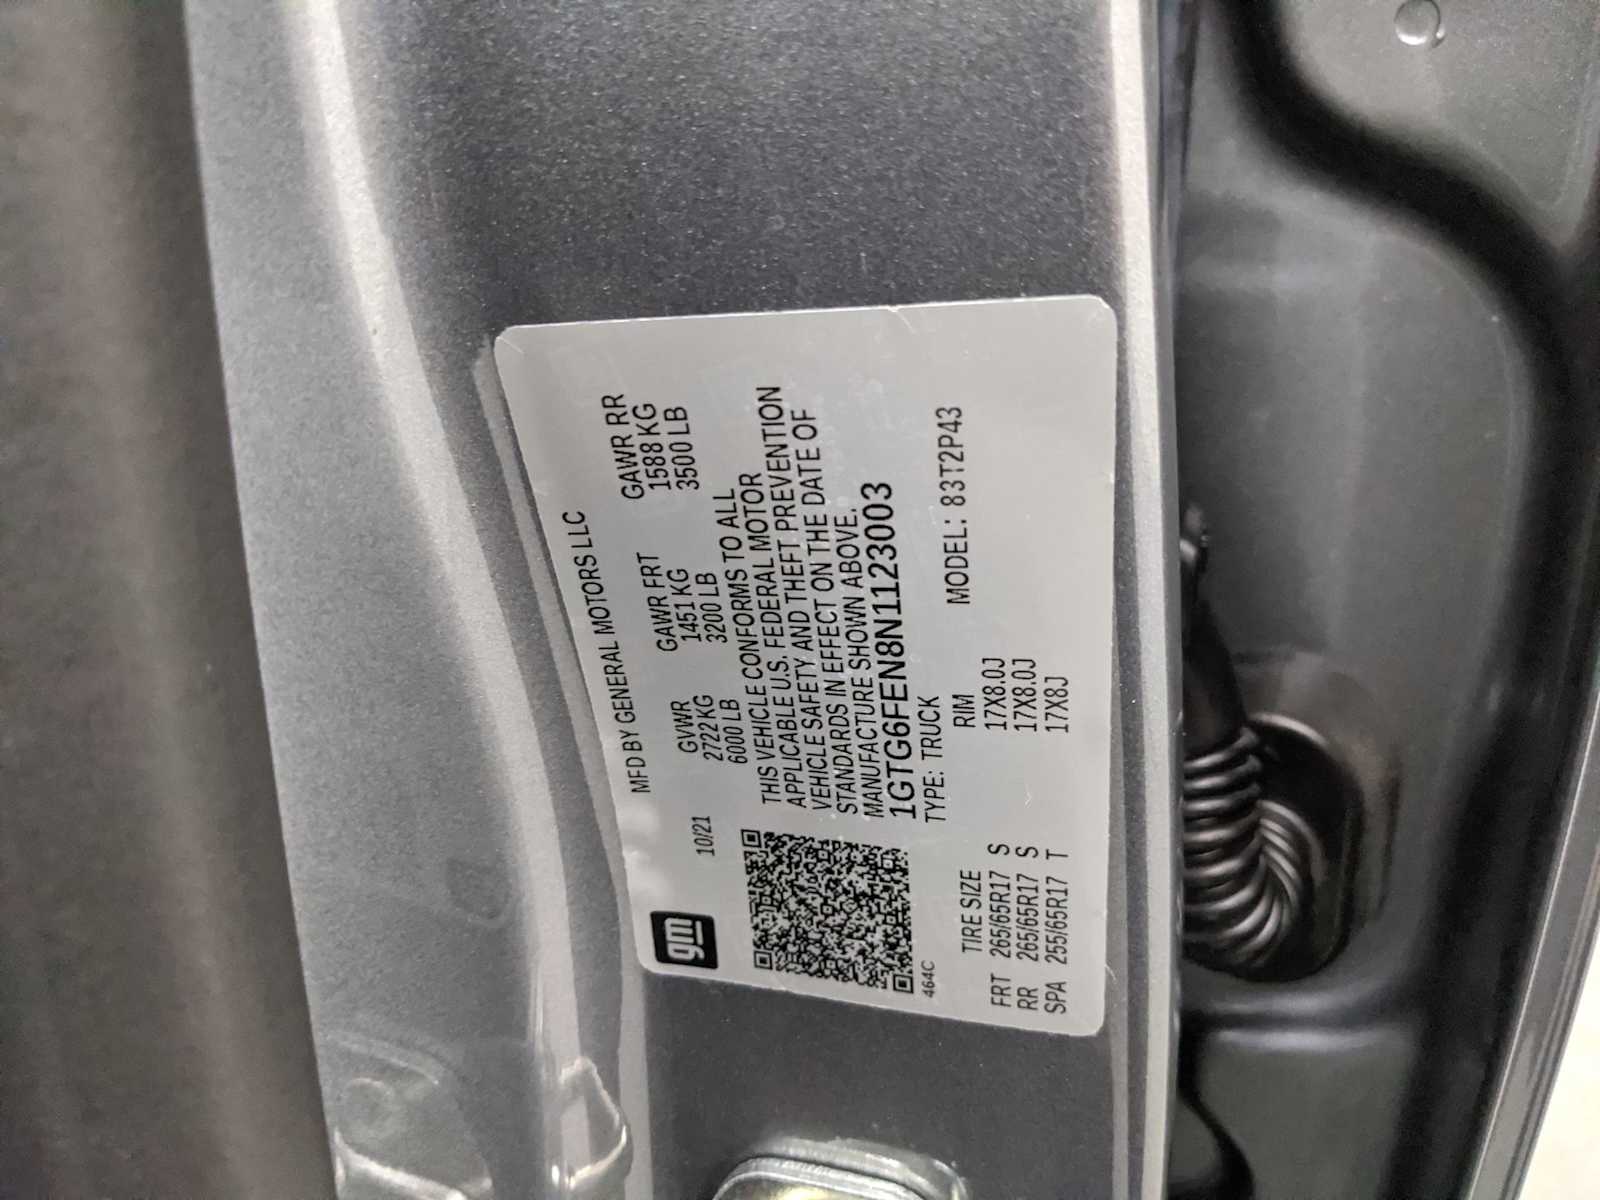 gm
MFD BY GENERAL MOTORS LLC
10/21 GVWR GAWR FRT GAWR RR
2722 KG 1451 KG 1588 KG
6000 LB 3200 LB 3500 LB
THIS VEHICLE CONFORMS TO ALL
APPLICABLE U.S. FEDERAL MOTOR
VEHICLE SAFETY AND THEFT PREVENTION
STANDARDS IN EFFECT ON THE DATE OF
MANUFACTURE SHOWN ABOVE.
1GTG6FEN8N1123003
464C TYPE: TRUCK MODEL: 83T2P43
TIRE SIZE RIM
FRT 265/65R17 S 17X8.0J
RR 265/65R17 S 17X8.0J
SPA 255/65R17 T 17X8J